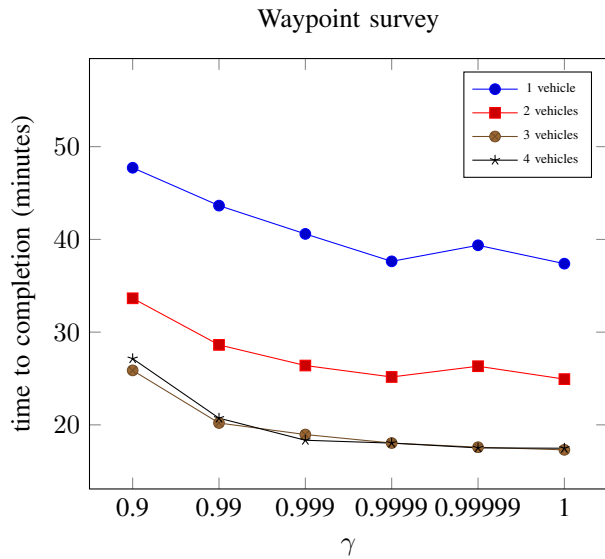 Waypoint survey
1 vehicle
2 vehicles
3 vehicles
4 vehicles
time to completion (minutes)
50
40
30
20
0.9 0.99 0.999 0.9999 0.99999 1
γ